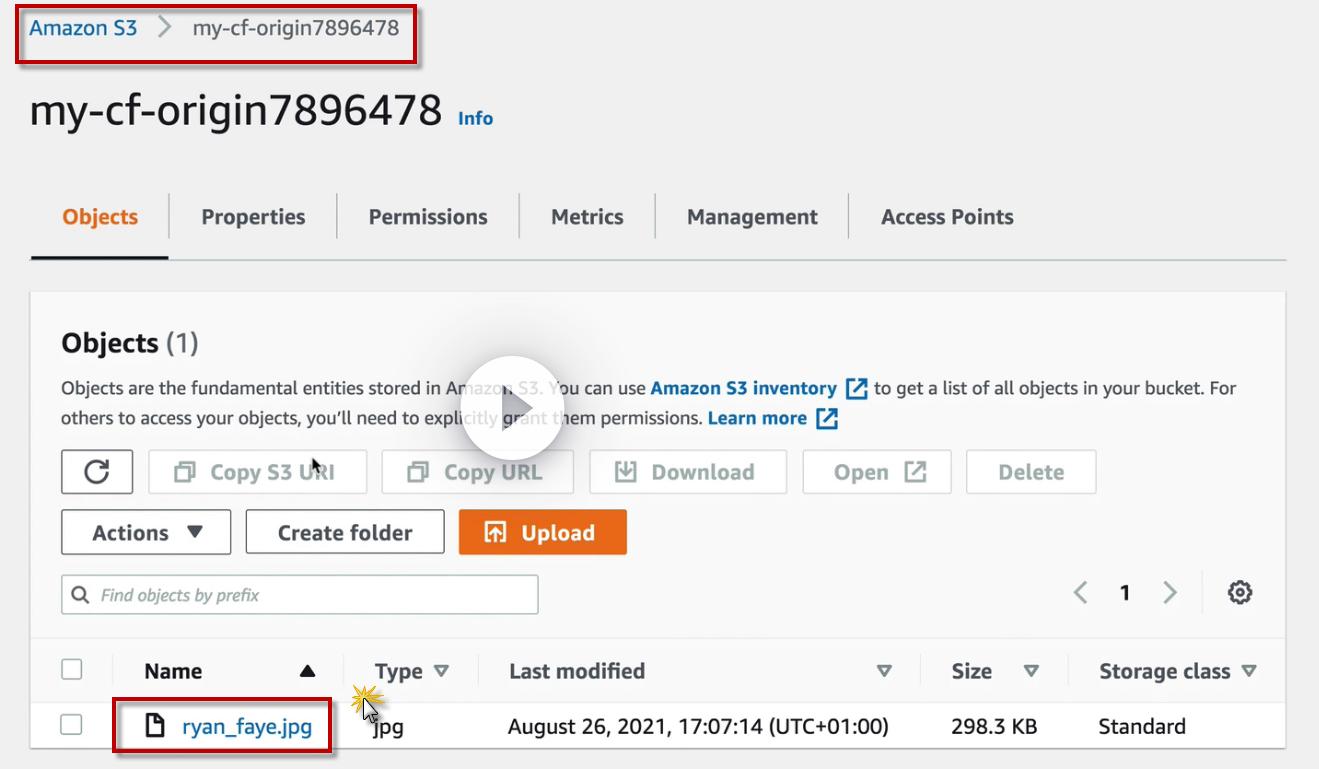 Amazon S3 > my-cf-origin7896478
my-cf-origin7896478 Info
Objects Properties Permissions Metrics Management Access Points
Objects (1)
Objects are the fundamental entities stored in Amazon S3. You can use Amazon S3 inventory to get a list of all objects in your bucket. For
others to access your objects, you'll need to explicitly grant them permissions. Learn more
Copy S3 URI Copy URL Download Open Delete
Actions Create folder Upload
Find objects by prefix 1
Name Type Last modified Size Storage class
ryan_faye.jpg jpg August 26, 2021, 17:07:14 (UTC+01:00) 298.3 KB Standard